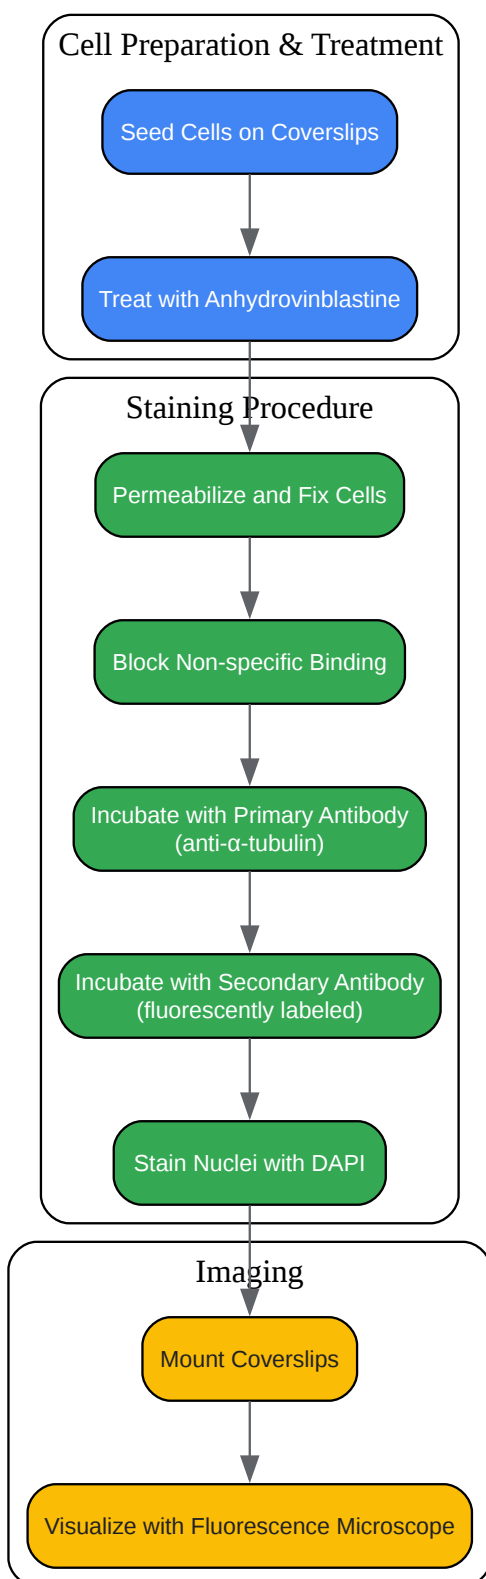 Cell Preparation & Treatment
Seed Cells on Coverslips
Treat with Anhydrovinblastine
Staining Procedure
Permeabilize and Fix Cells
Block Non-specific Binding
Incubate with Primary Antibody
(anti-α-tubulin)
Incubate with Secondary Antibody
(fluorescently labeled)
Stain Nuclei with DAPI
Imaging
Mount Coverslips
Visualize with Fluorescence Microscope